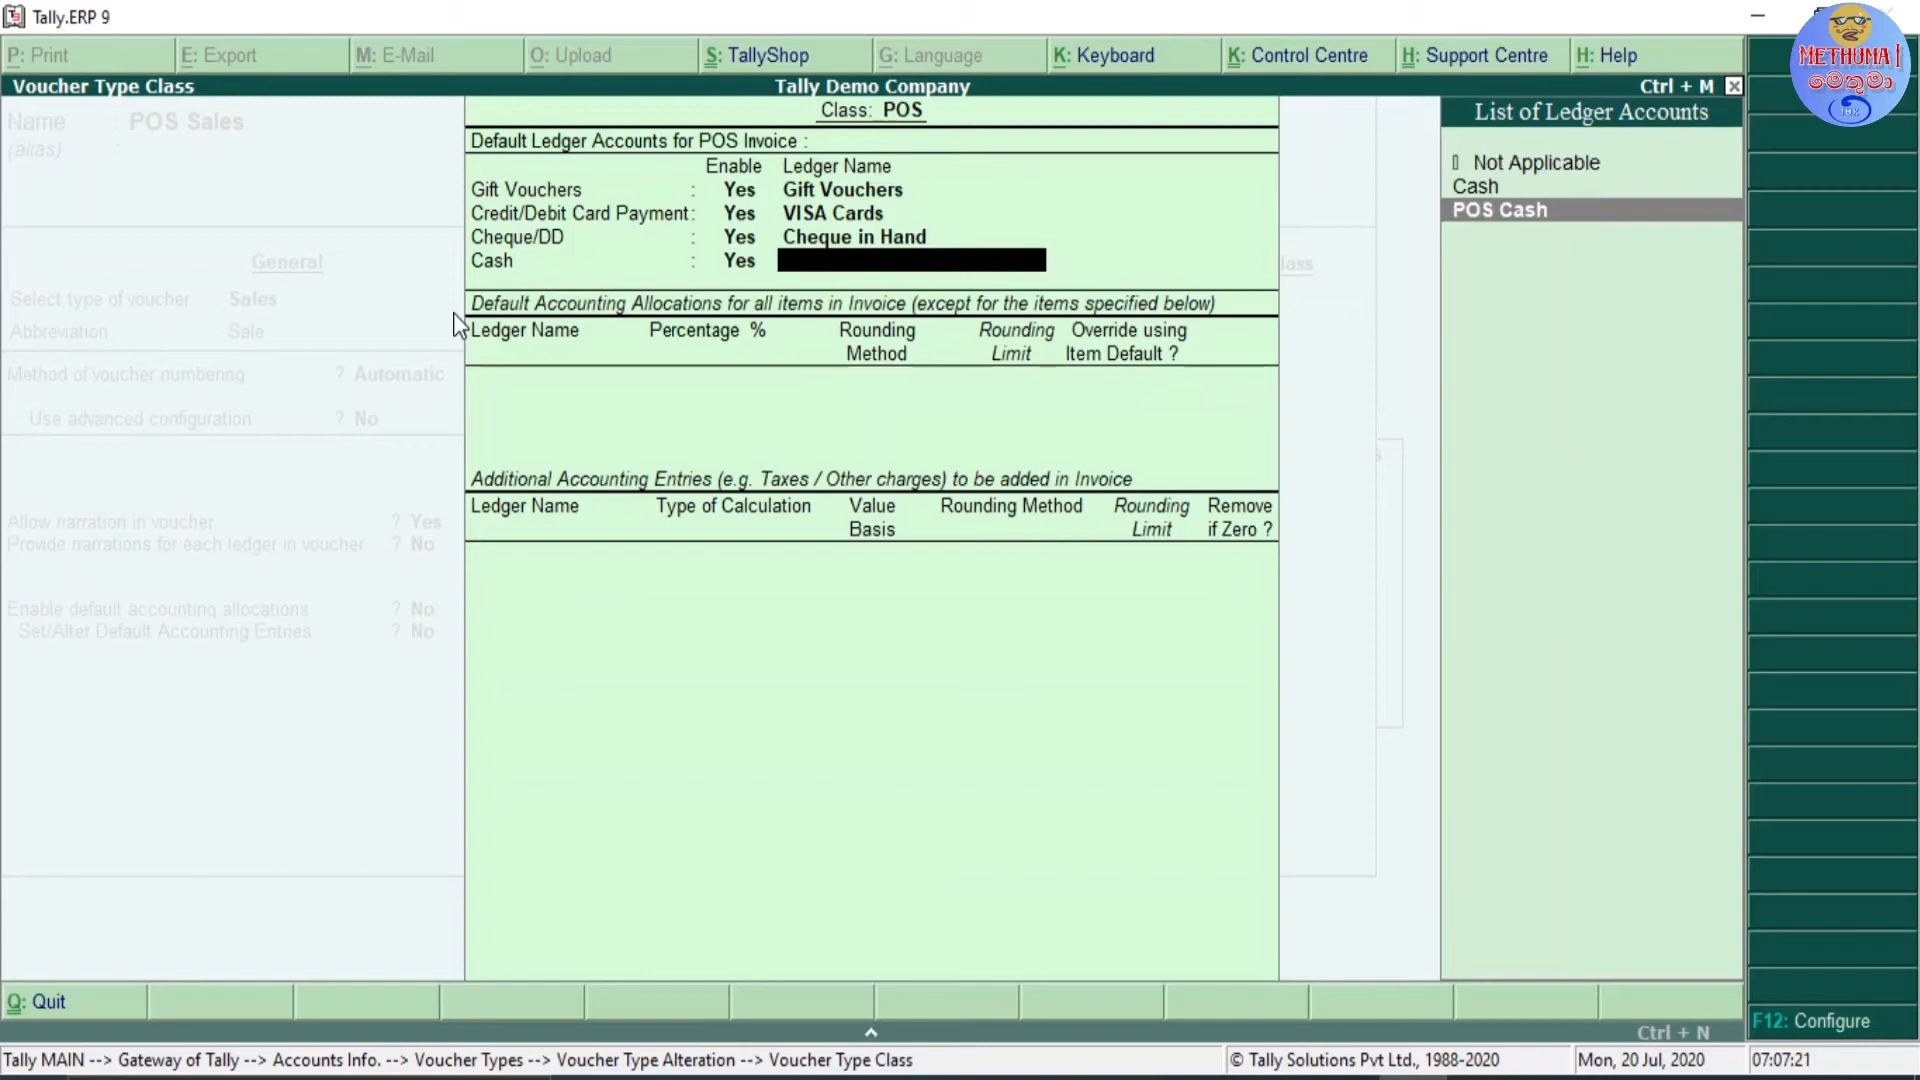 Tally.ERP 9
P: Print E: Export M: E-Mail O: Upload S: TallyShop G: Language K: Keyboard K: Control Centre H: Support Centre H: Help
METHUMA
මෙතුමා
Voucher Type Class Tally Demo Company Ctrl + M
Name : POS Sales
(alias) :
Class: POS
List of Ledger Accounts
Default Ledger Accounts for POS Invoice :
Enable Ledger Name
Not Applicable
Gift Vouchers : Yes Gift Vouchers
Cash
Credit/Debit Card Payment : Yes VISA Cards
POS Cash
Cheque/DD : Yes Cheque in Hand
Cash : Yes
General
Select type of voucher : Sales
Abbreviation : Sale
Default Accounting Allocations for all items in Invoice (except for the items specified below)
Ledger Name Percentage % Rounding Rounding Override using
Method Limit Item Default ?
Method of voucher numbering ? Automatic
Use advanced configuration ? No
Additional Accounting Entries (e.g. Taxes / Other charges) to be added in Invoice
Ledger Name Type of Calculation Value Rounding Method Rounding Remove
Basis Limit if Zero ?
Allow narration in voucher ? Yes
Provide narrations for each ledger in voucher ? No
Enable default accounting allocations ? No
Set/Alter Default Accounting Entries ? No
Q: Quit
F12: Configure
Ctrl + N
Tally MAIN --> Gateway of Tally --> Accounts Info. --> Voucher Types --> Voucher Type Alteration --> Voucher Type Class © Tally Solutions Pvt Ltd., 1988-2020 Mon, 20 Jul, 2020 07:07:21